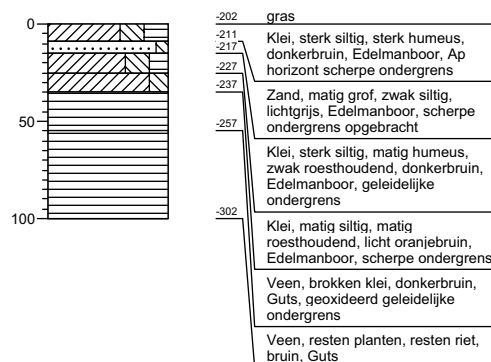 0
50
100
-202
-211
-217
-227
-237
-257
-302
gras
Klei, sterk siltig, sterk humeus,
donkerbruin, Edelmanboor, Ap
horizont scherpe ondergrens
Zand, matig grof, zwak siltig,
lichtgrijs, Edelmanboor, scherpe
ondergrens opgebracht
Klei, sterk siltig, matig humeus,
zwak roesthoudend, donkerbruin,
Edelmanboor, geleidelijke
ondergrens
Klei, matig siltig, matig
roesthoudend, licht oranjebruin,
Edelmanboor, scherpe ondergrens
Veen, brokken klei, donkerbruin,
Guts, geoxideerd geleidelijke
ondergrens
Veen, resten planten, resten riet,
bruin, Guts